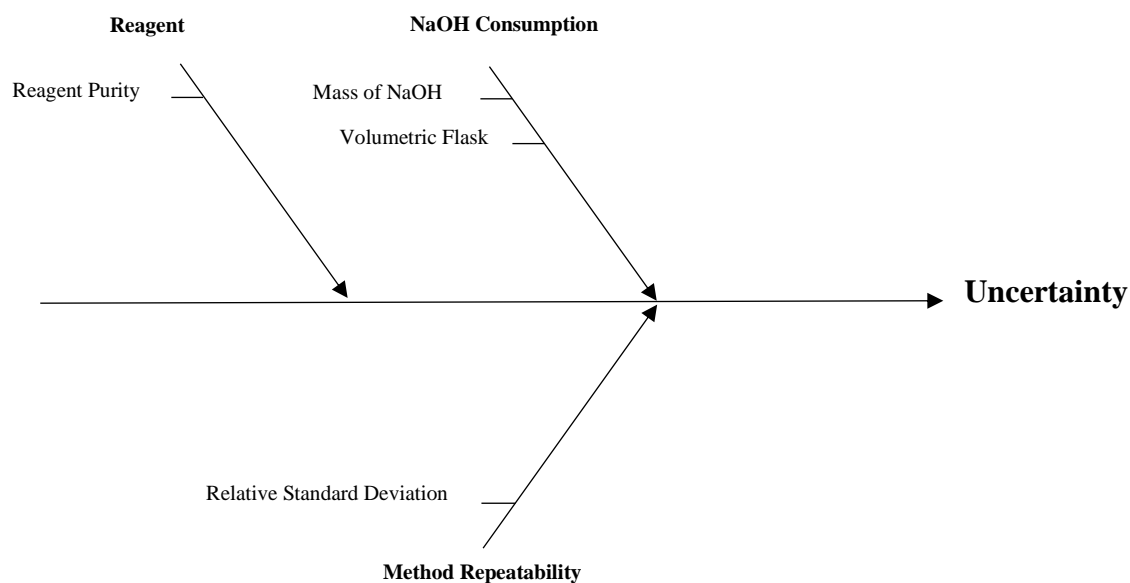 Reagent
NaOH Consumption
Reagent Purity
Mass of NaOH
Volumetric Flask
Uncertainty
Relative Standard Deviation
Method Repeatability